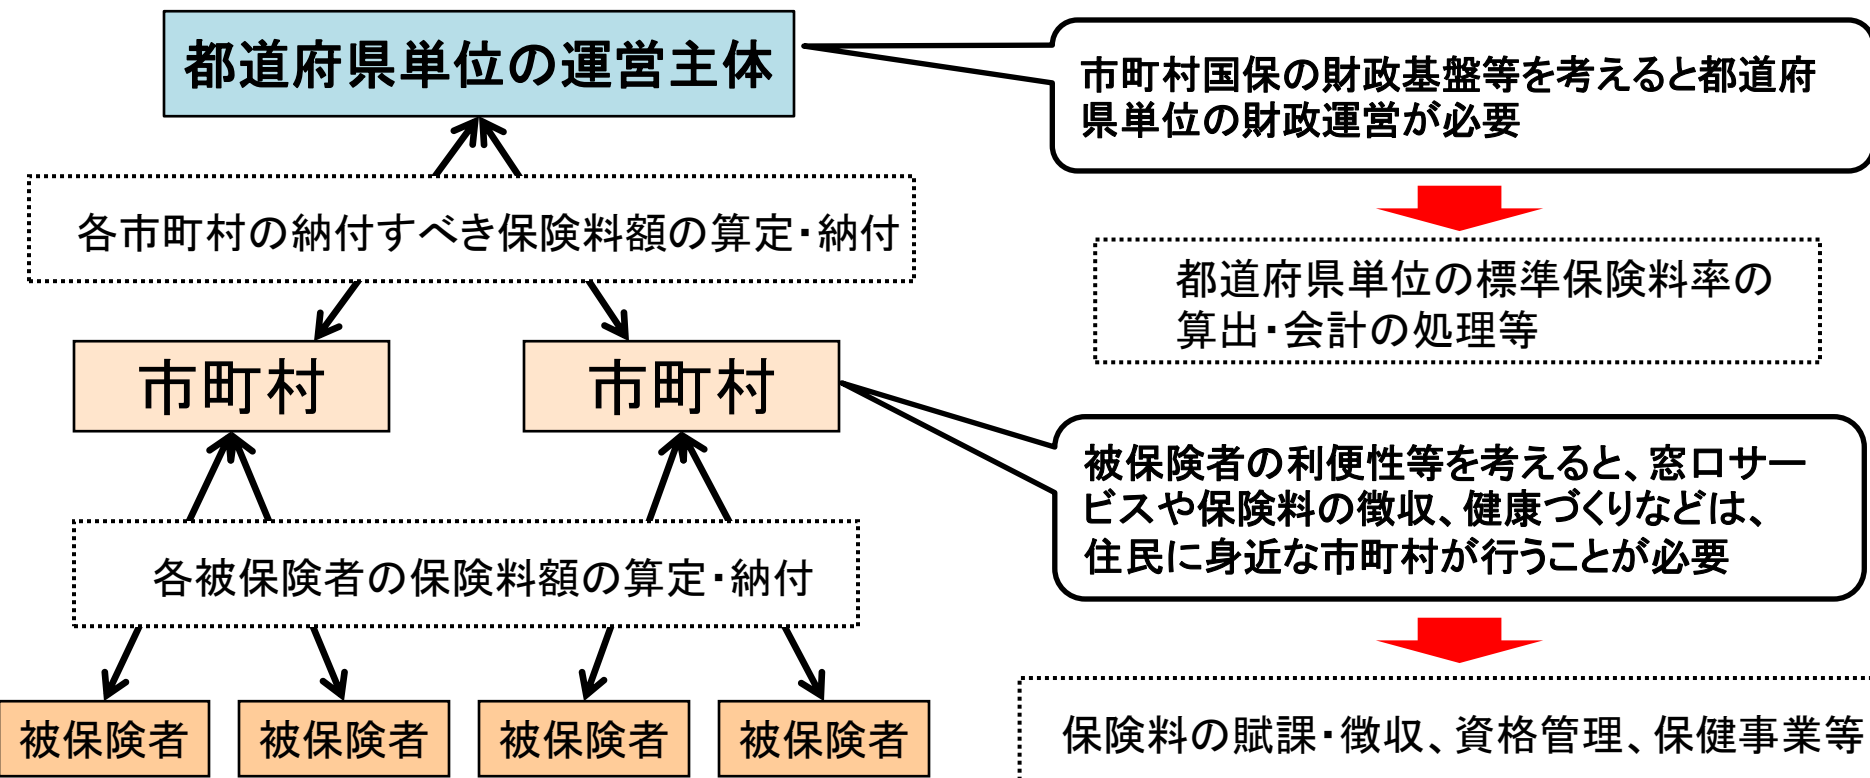 都道府県単位の運営主体
市町村国保の財政基盤等を考えると都道府
県単位の財政運営が必要
各市町村の納付すべき保険料額の算定・納付
都道府県単位の標準保険料率の
算出・会計の処理等
市町村
市町村
被保険者の利便性等を考えると、窓口サー
ビスや保険料の徴収、健康づくりなどは、
住民に身近な市町村が行うことが必要
各被保険者の保険料額の算定・納付
保険料の賦課・徴収、資格管理、保健事業等
被保険者
被保険者
被保険者
被保険者